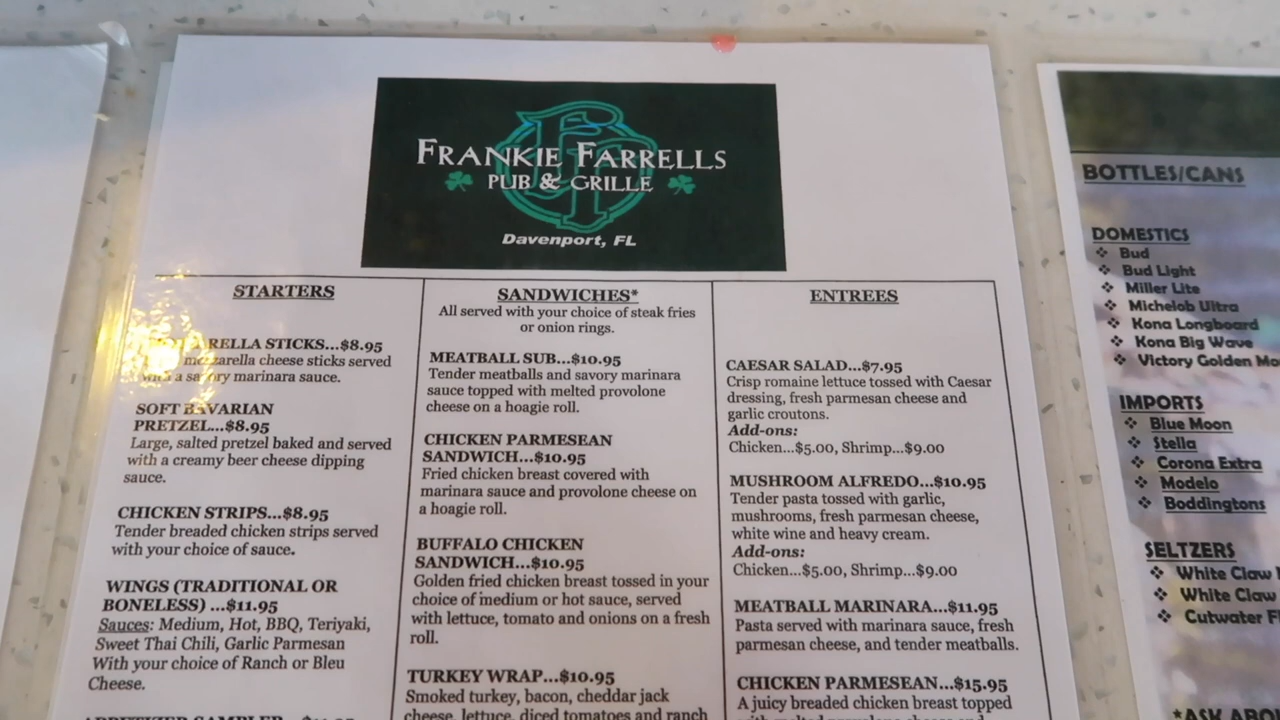 FRANKIE FARRELLS
PUB & GRILLE
Davenport, FL
STARTERS
RELLA STICKS...$8.95
mozzarella cheese sticks served
with a savory marinara sauce.
SOFT BAVARIAN
PRETZEL...$8.95
Large, salted pretzel baked and served
with a creamy beer cheese dipping
sauce.
CHICKEN STRIPS...$8.95
Tender breaded chicken strips served
with your choice of sauce.
WINGS (TRADITIONAL OR
BONELESS) ...$11.95
Sauces: Medium, Hot, BBQ, Teriyaki,
Sweet Thai Chili, Garlic Parmesan
With your choice of Ranch or Bleu
Cheese.
SANDWICHES*
All served with your choice of steak fries
or onion rings.
MEATBALL SUB...$10.95
Tender meatballs and savory marinara
sauce topped with melted provolone
cheese on a hoagie roll.
CHICKEN PARMESEAN
SANDWICH...$10.95
Fried chicken breast covered with
marinara sauce and provolone cheese on
a hoagie roll.
BUFFALO CHICKEN
SANDWICH...$10.95
Golden fried chicken breast tossed in your
choice of medium or hot sauce, served
with lettuce, tomato and onions on a fresh
roll.
TURKEY WRAP...$10.95
Smoked turkey, bacon, cheddar jack
cheese, lettuce, diced tomatoes and ranch
ENTREES
CAESAR SALAD...$7.95
Crisp romaine lettuce tossed with Caesar
dressing, fresh parmesan cheese and
garlic croutons.
Add-ons:
Chicken...$5.00, Shrimp...$9.00
MUSHROOM ALFREDO...$10.95
Tender pasta tossed with garlic,
mushrooms, fresh parmesan cheese,
white wine and heavy cream.
Add-ons:
Chicken...$5.00, Shrimp...$9.00
MEATBALL MARINARA...$11.95
Pasta served with marinara sauce, fresh
parmesan cheese, and tender meatballs.
CHICKEN PARMESEAN...$15.95
A juicy breaded chicken breast topped
BOTTLES/CANS
DOMESTICS
Bud
Bud Light
Miller Lite
Michelob Ultra
Kona Longboard
Kona Big Wave
Victory Golden Mo
IMPORTS
Blue Moon
Stella
Corona Extra
Modelo
Boddingtons
SELTZERS
White Claw
White Claw
Cutwater
*ASK ABOU